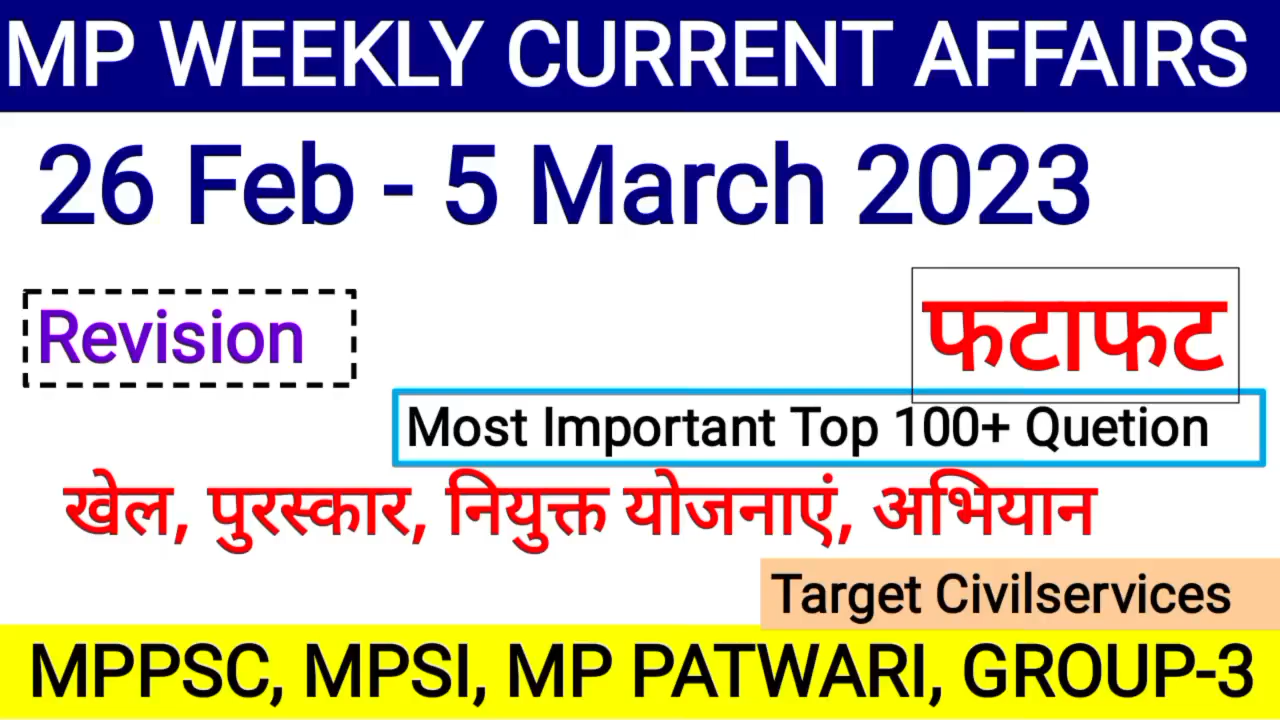 MP WEEKLY CURRENT AFFAIRS
26 Feb - 5 March 2023
Revision
फटाफट
Most Important Top 100+ Quetion
खेल, पुरस्कार, नियुक्त योजनाएं, अभियान
Target Civilservices
MPPSC, MPSI, MP PATWARI, GROUP-3